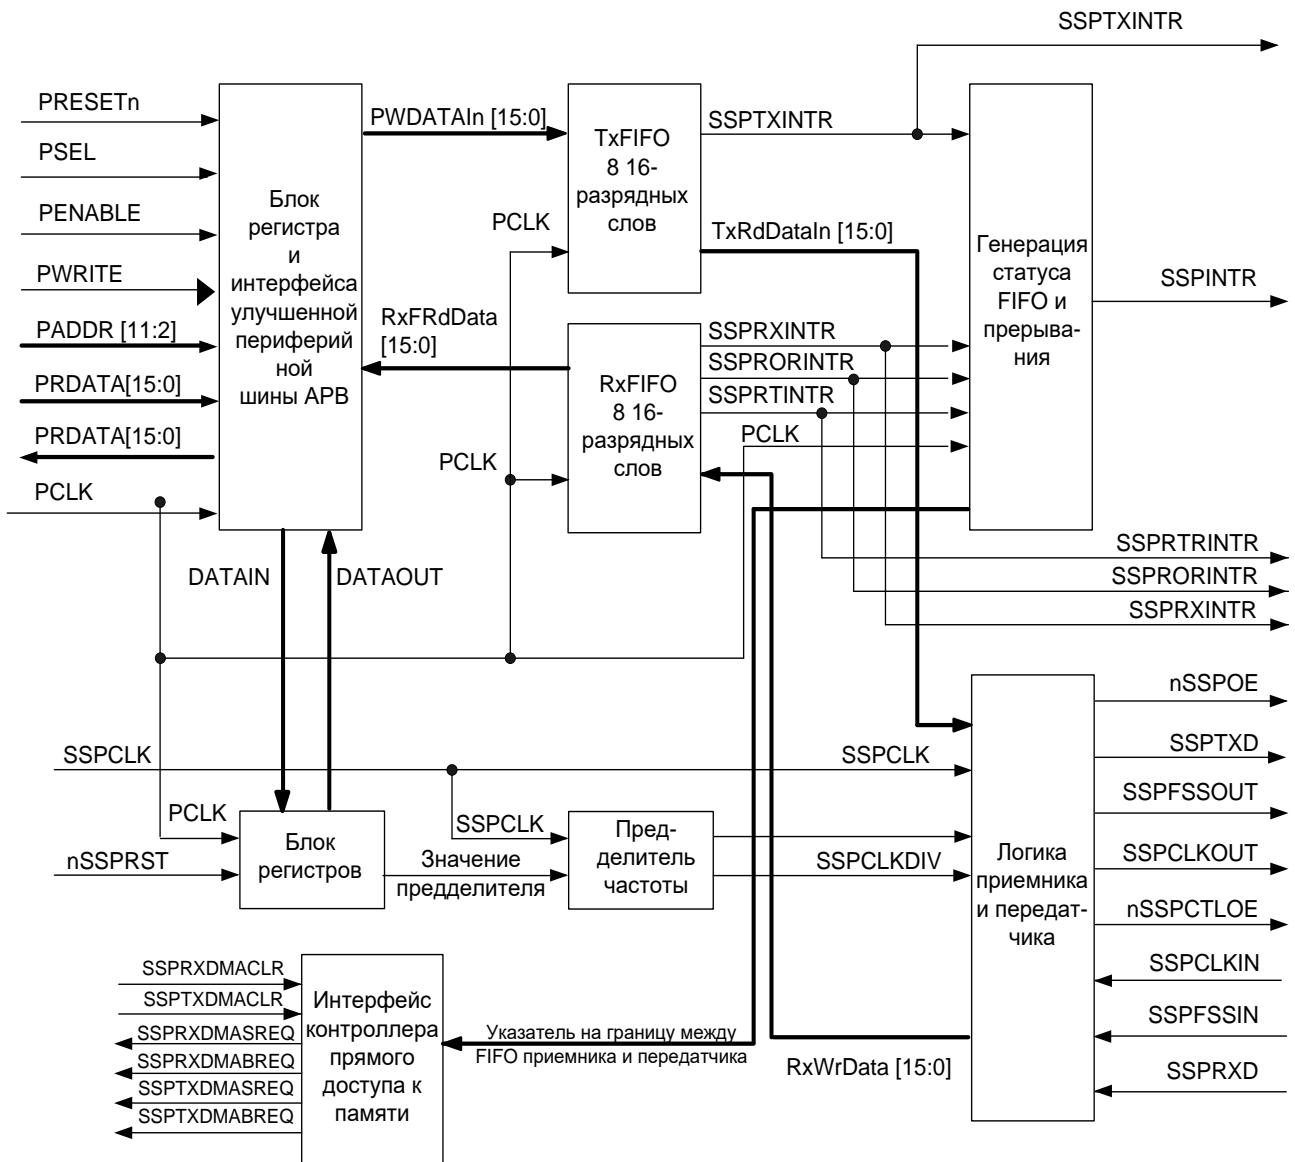 SSPTXINTR
PRESETn
PSEL
PENABLE
PWRITE
PADDR [11:2]
PRDATA[15:0]
PRDATA[15:0]
PCLK
Блок
регистра
и
интерфейса
улучшенной
периферий
ной
шины APB
PWDATAIn [15:0]
PCLK
RxFRdData
[15:0]
PCLK
TxFIFO
8 16-
разрядных
слов
RxFIFO
8 16-
разрядных
слов
SSPTXINTR
TxRdDataIn [15:0]
SSPRXINTR
SSPRORINTR
SSPRTINTR
PCLK
Генерация
статуса
FIFO и
прерыва-
ния
SSPINTR
SSPRTRINTR
SSPRORINTR
SSPRXINTR
DATAIN
DATAOUT
SSPCLK
PCLK
nSSPRST
Блок
регистров
SSPCLK
Значение
предделителя
Пред-
делитель
частоты
SSPCLK
SSPCLKDIV
Логика
приемника
и передат-
чика
nSSPOE
SSPTXD
SSPFSSOUT
SSPCLKOUT
nSSPCTLOE
SSPCLKIN
SSPFSSIN
SSPRXD
SSPRXDMACLR
SSPTXDMACLR
SSPRXDMASREQ
SSPRXDMABREQ
SSPTXDMASREQ
SSPTXDMABREQ
Интерфейс
контроллера
прямого
доступа к
памяти
Указатель на границу между
FIFO приемника и передатчика
RxWrData [15:0]